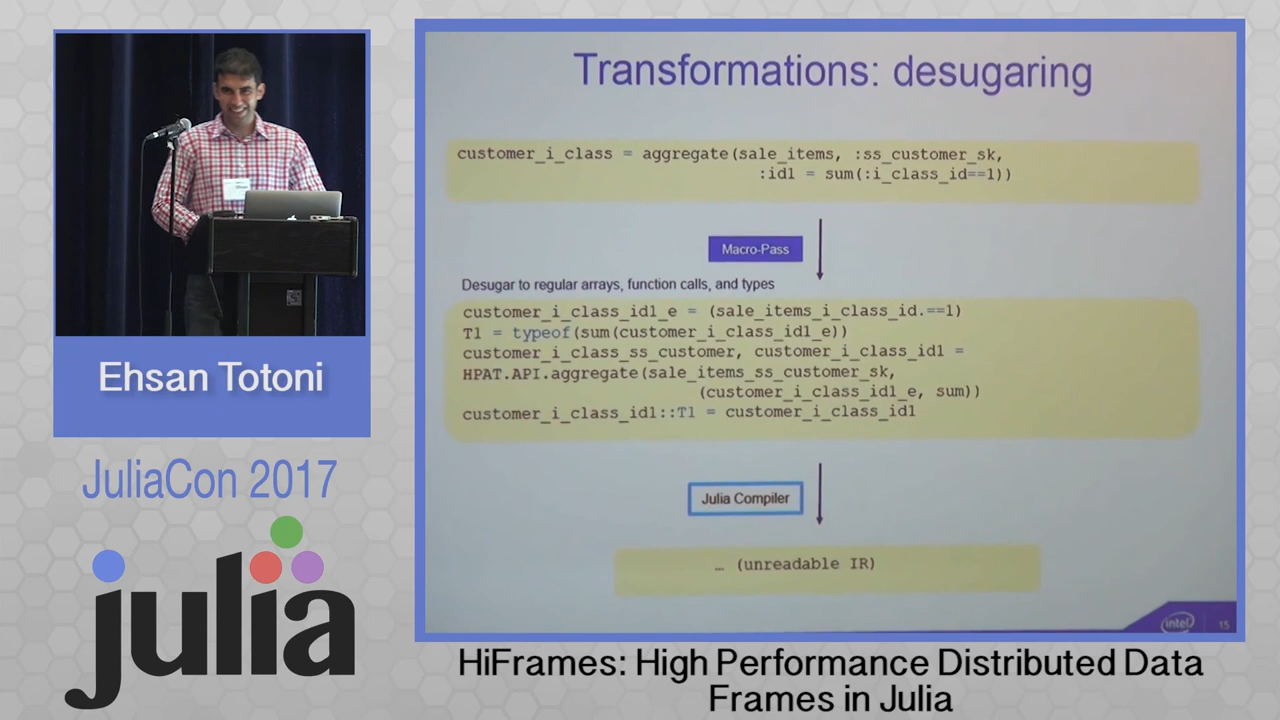 Ehsan Totoni
JuliaCon 2017
julia
Transformations: desugaring
customer_i_class = aggregate(sale_items, :ss_customer_sk,
:id1 = sum(:i_class_id==1))
Macro-Pass
Desugar to regular arrays, function calls, and types
customer_i_class_id1_e = (sale_items_i_class_id.==1)
T1 = typeof(sum(customer_i_class_id1_e))
customer_i_class_ss_customer, customer_i_class_id1 =
HPAT.API.aggregate(sale_items_ss_customer_sk,
(customer_i_class_id1_e, sum))
customer_i_class_id1::T1 = customer_i_class_id1
Julia Compiler
… (unreadable IR)
intel
15
HiFrames: High Performance Distributed Data
Frames in Julia